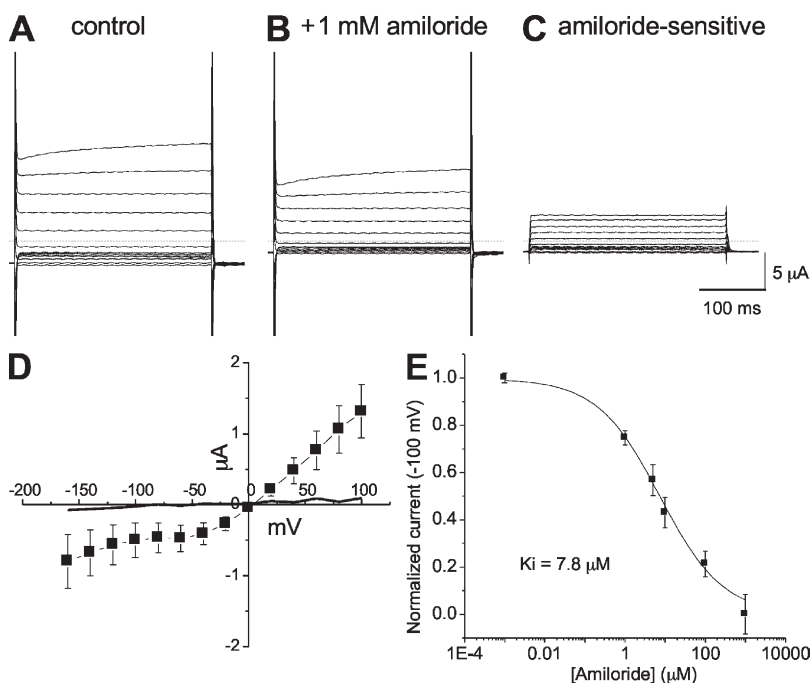 A control
B +1 mM amiloride
C amiloride-sensitive
5 μA
100 ms
D
2
1
0
-1
-2
μA
-200 -150 -100 -50 0 50 100
mV
E
Normalized current (-100 mV)
1.0
0.8
0.6
0.4
0.2
0.0
Ki = 7.8 μM
1E-4 0.01 1 100 10000
[Amiloride] (μM)